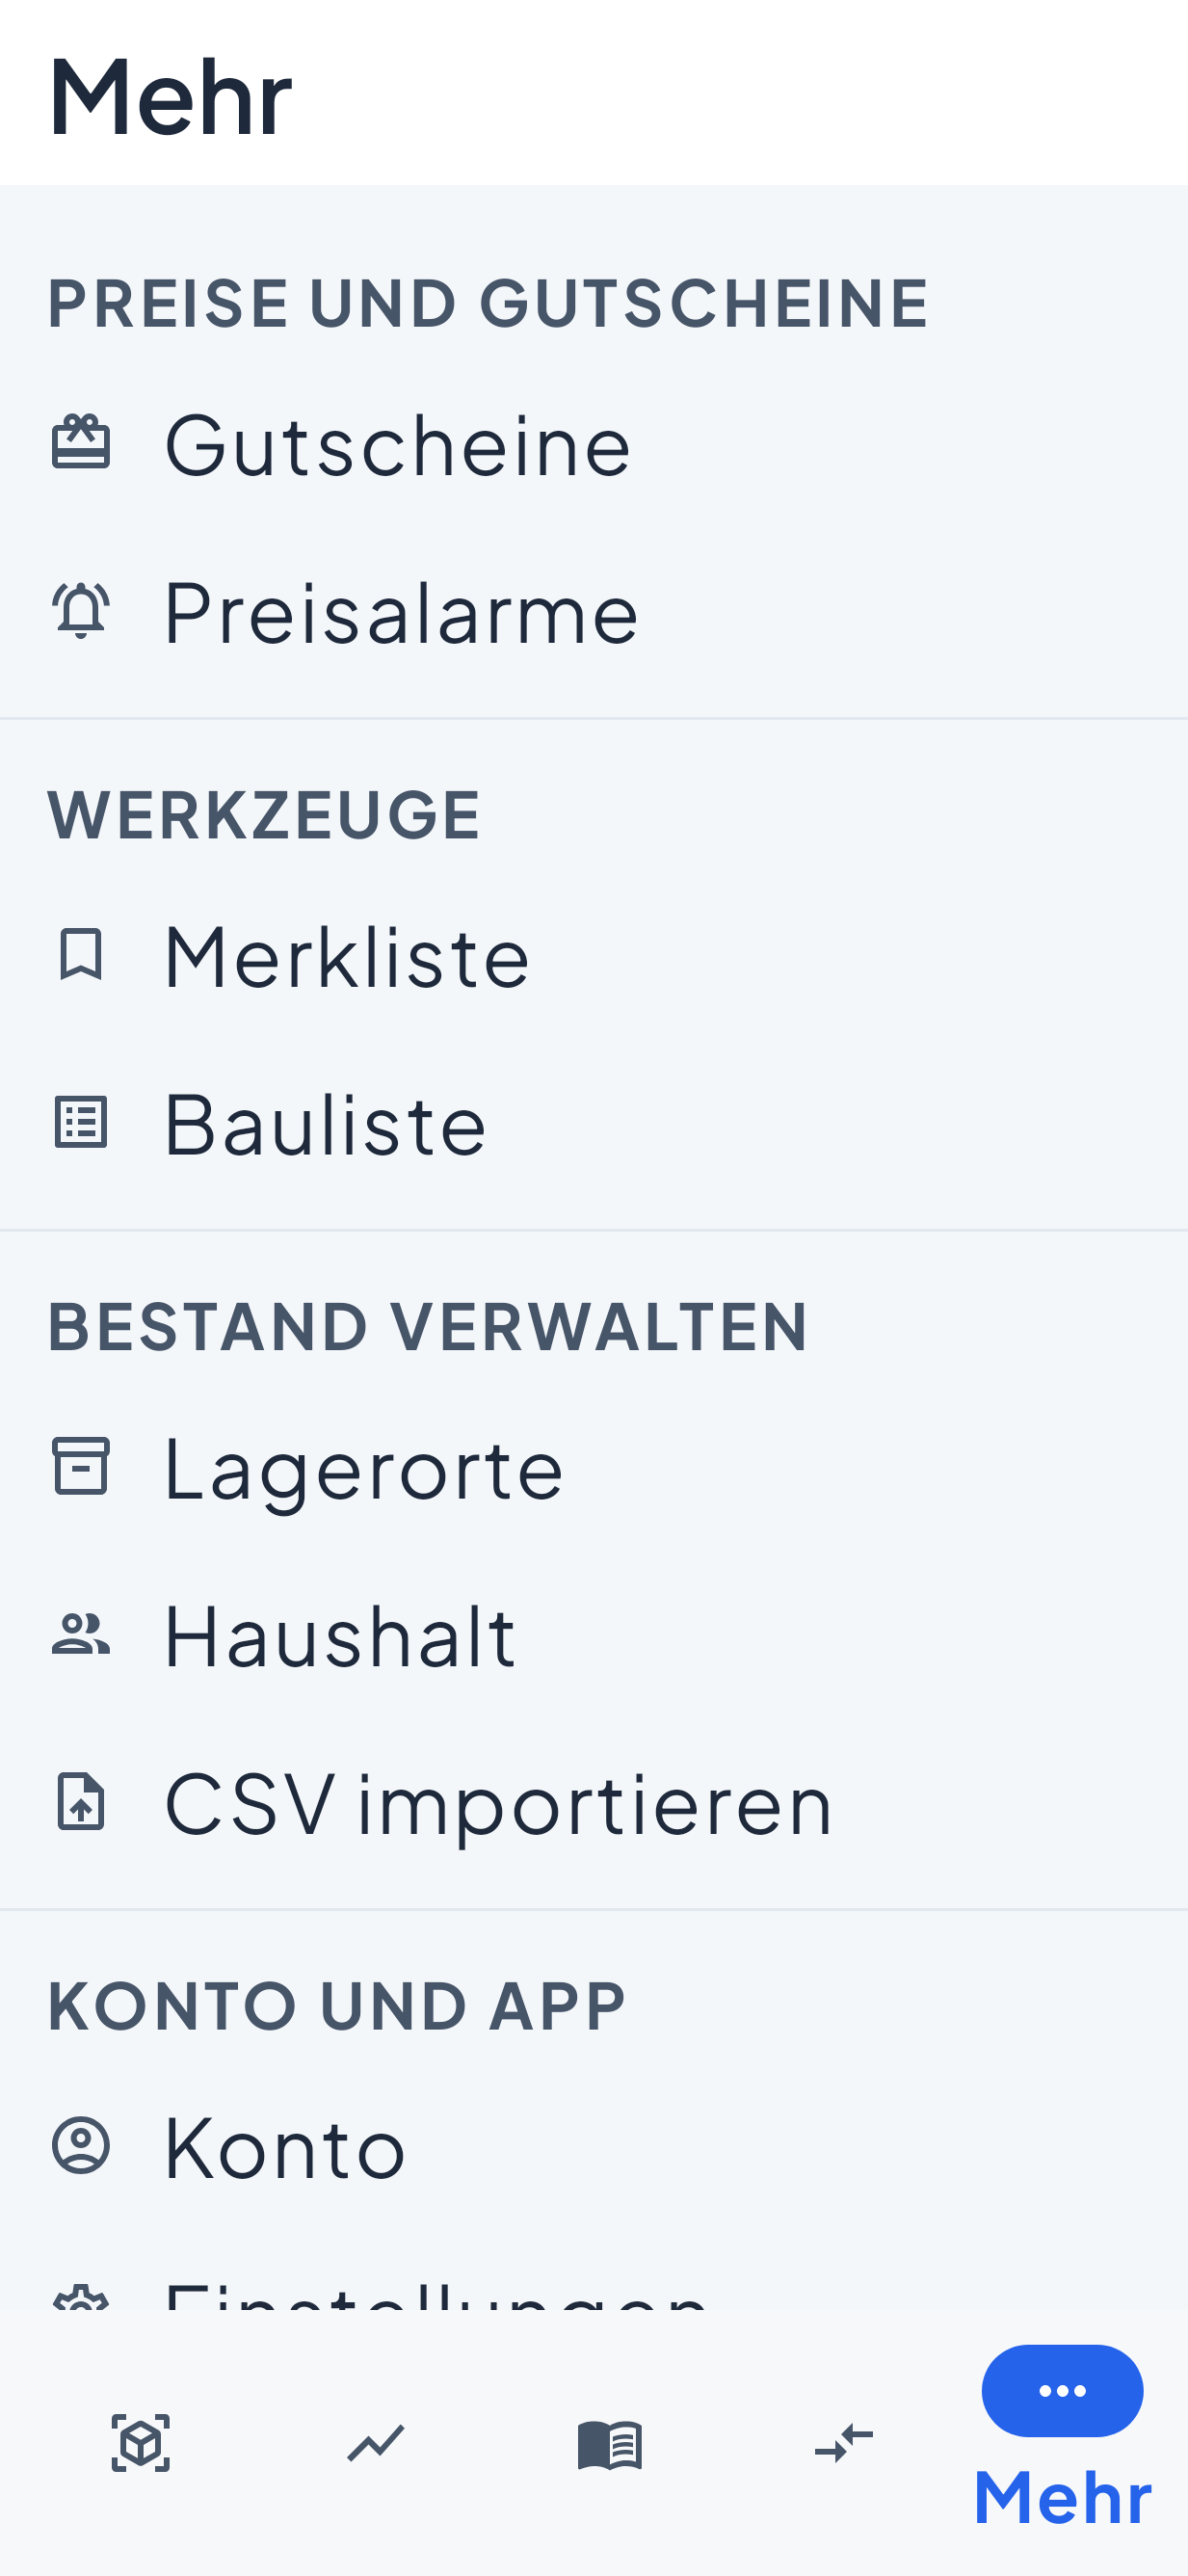 Mehr
PREISE UND GUTSCHEINE
Gutscheine
Preisalarme
WERKZEUGE
Merkliste
Bauliste
BESTAND VERWALTEN
Lagerorte
Haushalt
CSV importieren
KONTO UND APP
Konto
Einstellungen
Mehr